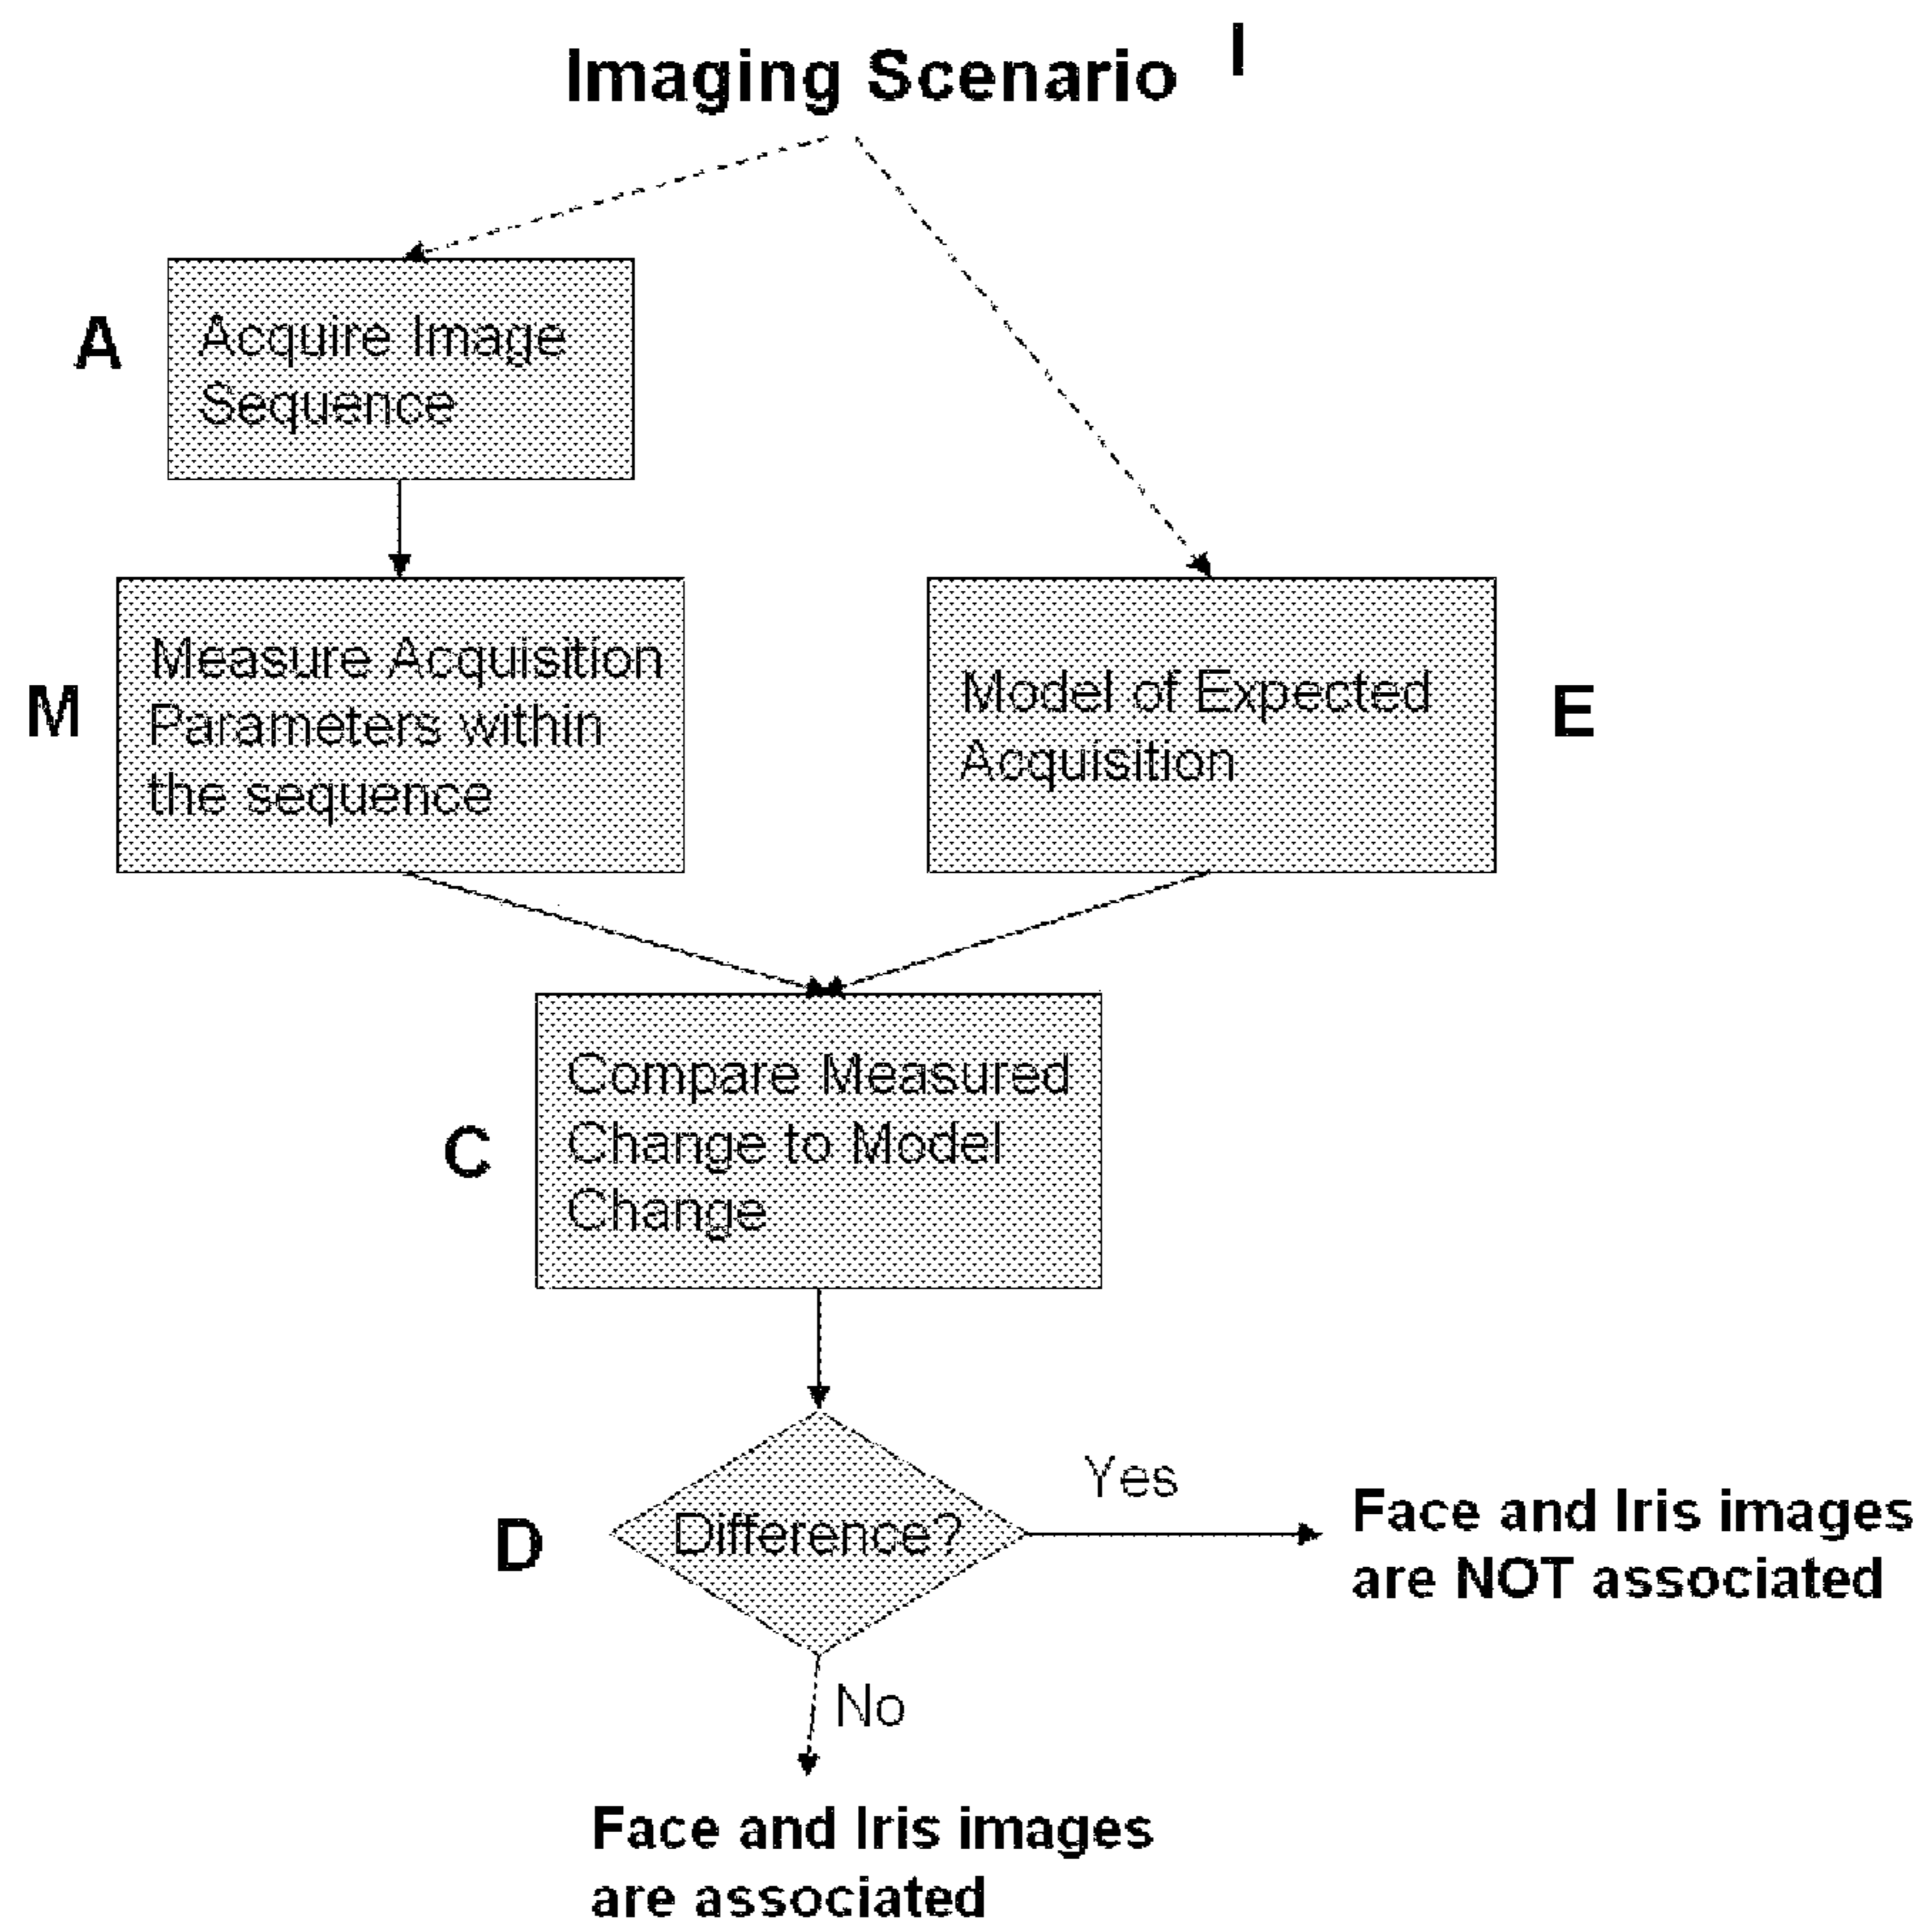 Imaging Scenario I
A
Acquire Image
Sequence
M
Measure Acquisition
Parameters within
the sequence
Model of Expected
Acquisition
E
C
Compare Measured
Change to Model
Change
D
Difference?
Yes
Face and Iris images
are NOT associated
No
Face and Iris images
are associated